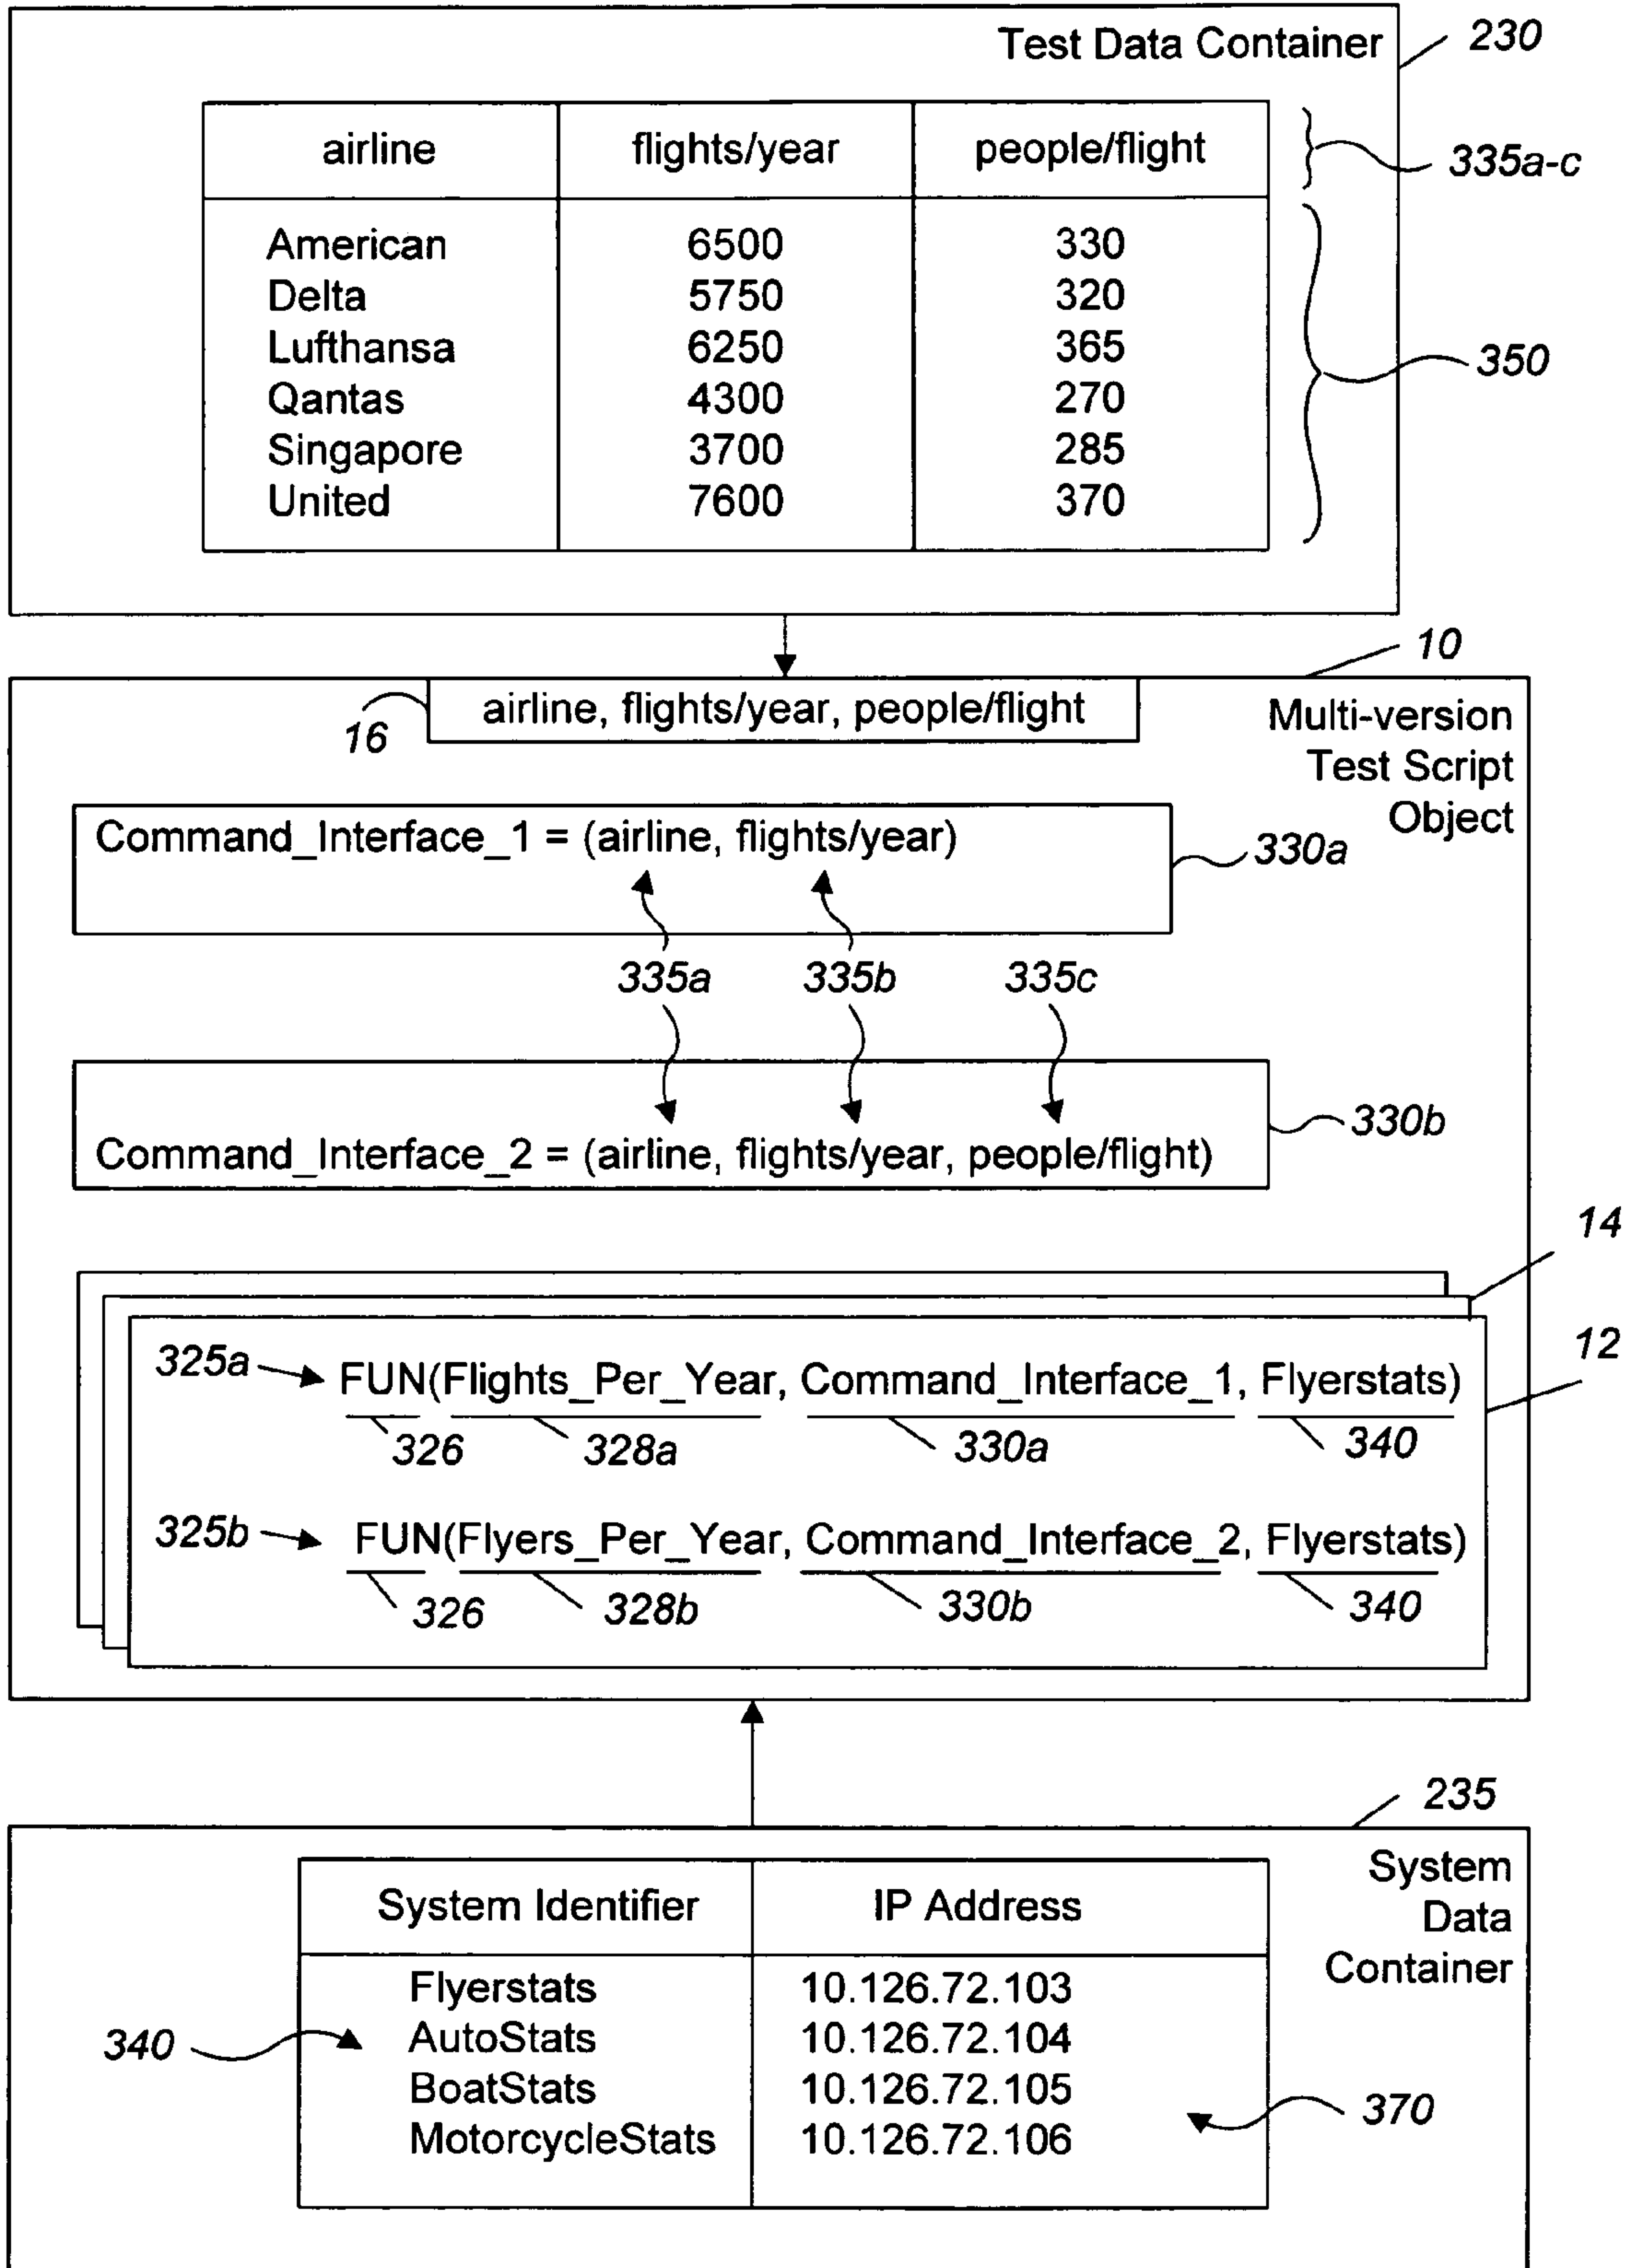 Test Data Container 230
airline flights/year people/flight 335a-c
American 6500 330
Delta 5750 320
Lufthansa 6250 365 350
Qantas 4300 270
Singapore 3700 285
United 7600 370
10
16 airline, flights/year, people/flight
Multi-version
Test Script
Object
Command_Interface_1 = (airline, flights/year) 330a
335a 335b 335c
330b
Command_Interface_2 = (airline, flights/year, people/flight)
14
12
325a FUN(Flights_Per_Year, Command_Interface_1, Flyerstats)
326 328a 330a 340
325b FUN(Flyers_Per_Year, Command_Interface_2, Flyerstats)
326 328b 330b 340
235
System
Data
Container
System Identifier IP Address
Flyerstats 10.126.72.103
340 AutoStats 10.126.72.104
BoatStats 10.126.72.105
370
MotorcycleStats 10.126.72.106